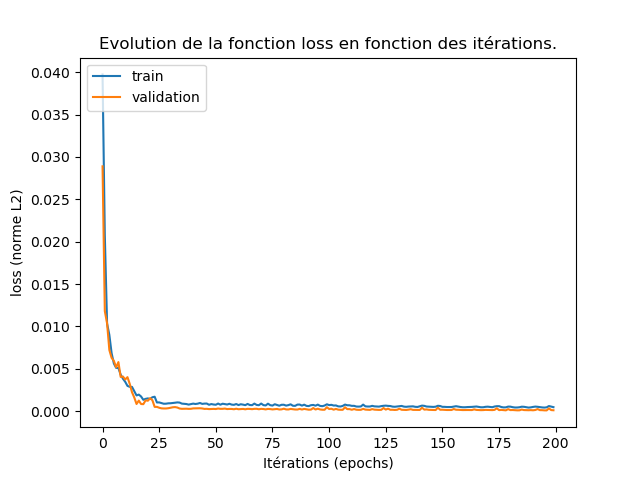 Evolution de la fonction loss en fonction des itérations.
train
validation
0.040
0.035
0.030
0.025
0.020
0.015
0.010
0.005
0.000
loss (norme L2)
0 25 50 75 100 125 150 175 200
Itérations (epochs)